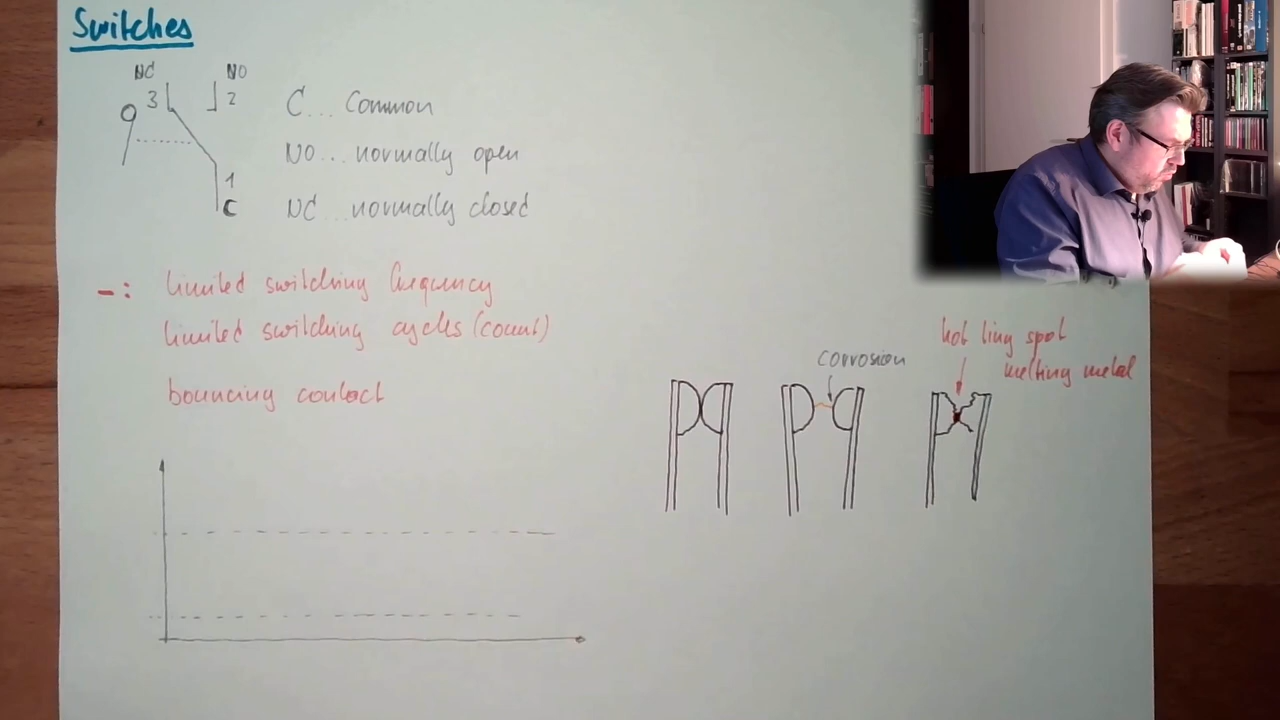 Switches
NC NO
3 2
1
C
C... Common
NO... normally open
NC... normally closed
-: limited switching frequency
limited switching cycles (count)
bouncing contact
corrosion
hot tiny spot
melting metal